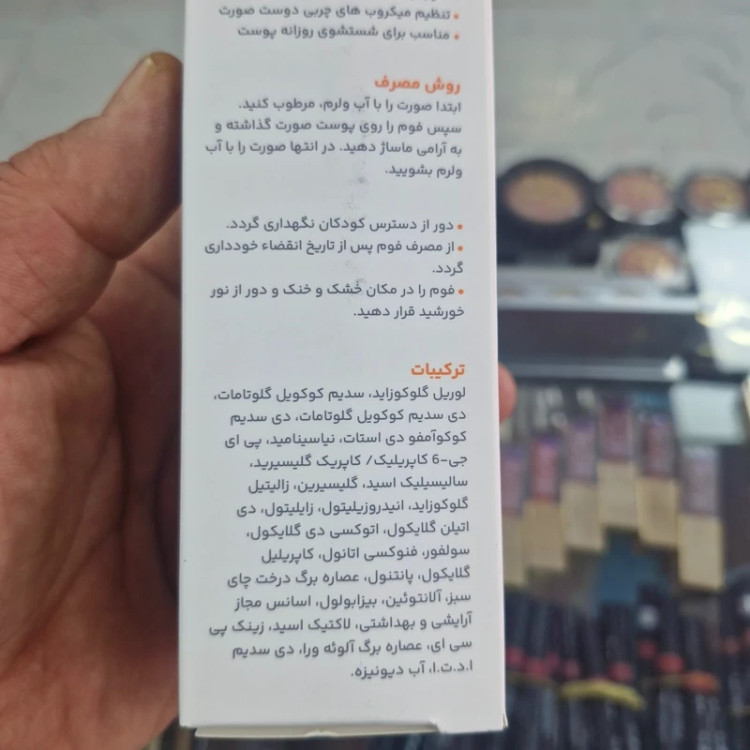 • تنظیم میکروب های چربی دوست صورت
• مناسب برای شستشوی روزانه پوست
روش مصرف
ابتدا صورت را با آب ولرم، مرطوب کنید.
سپس فوم را روی پوست صورت گذاشته و
به آرامی ماساژ دهید. در انتها صورت را با آب
ولرم بشویید.
• دور از دسترس کودکان نگهداری گردد.
• از مصرف فوم پس از تاریخ انقضاء خودداری
گردد.
• فوم را در مکان خشک و خنک و دور از نور
خورشید قرار دهید.
ترکیبات
لوریل گلوکوزاید، سدیم کوکویل گلوتامات،
دی سدیم کوکویل گلوتامات، دی سدیم
کوکوآمفو دی استات، نیاسینامید، پی ای
جی-6 کاپریلیک/ کاپریک گلیسیرید،
سالیسیلیک اسید، گلیسیرین، زالیتیل
گلوکوزاید، انیدروزیلیتول، زایلیتول، دی
اتیلن گلایکول، اتوکسی دی گلایکول،
سولفور، فنوکسی اتانول، کاپریلیل
گلایکول، پانتنول، عصاره برگ درخت چای
سبز، آلانتوئین، بیزابولول، اسانس مجاز
آرایشی و بهداشتی، لاکتیک اسید، زینک پی
سی ای، عصاره برگ آلوئه ورا، دی سدیم
ا.د.ت.ا، آب دیونیزه.